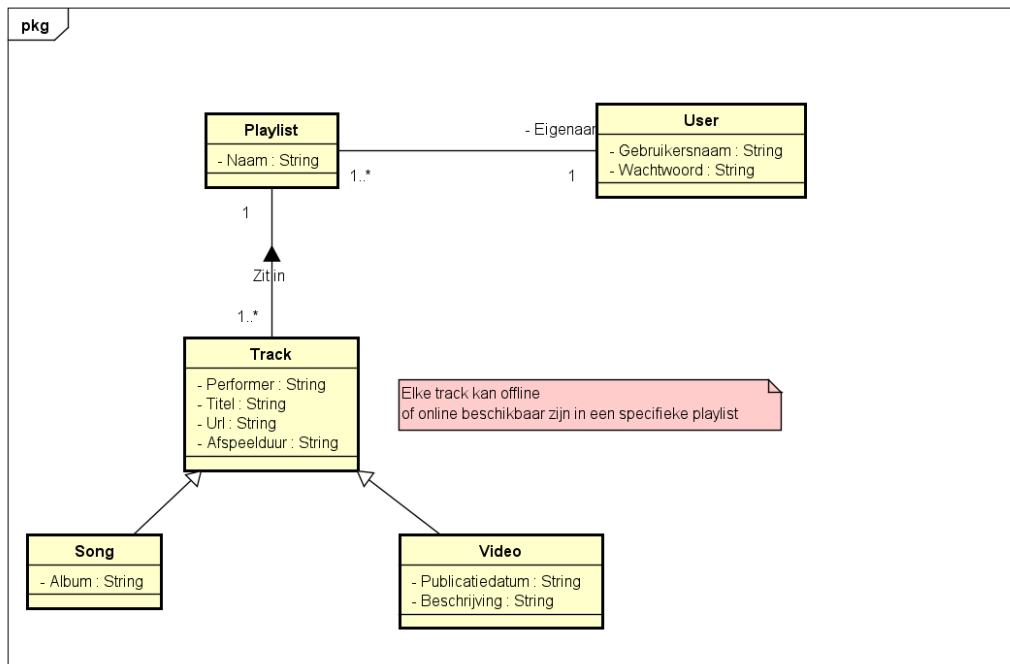 pkg
Playlist
- Naam : String
- Eigenaar
User
- Gebruikersnaam : String
- Wachtwoord : String
1..*
1
1
Zit in
1..*
Track
- Performer : String
- Titel : String
- Url : String
- Afspeelduur : String
Elke track kan offline
of online beschikbaar zijn in een specifieke playlist
Song
- Album : String
Video
- Publicatiedatum : String
- Beschrijving : String